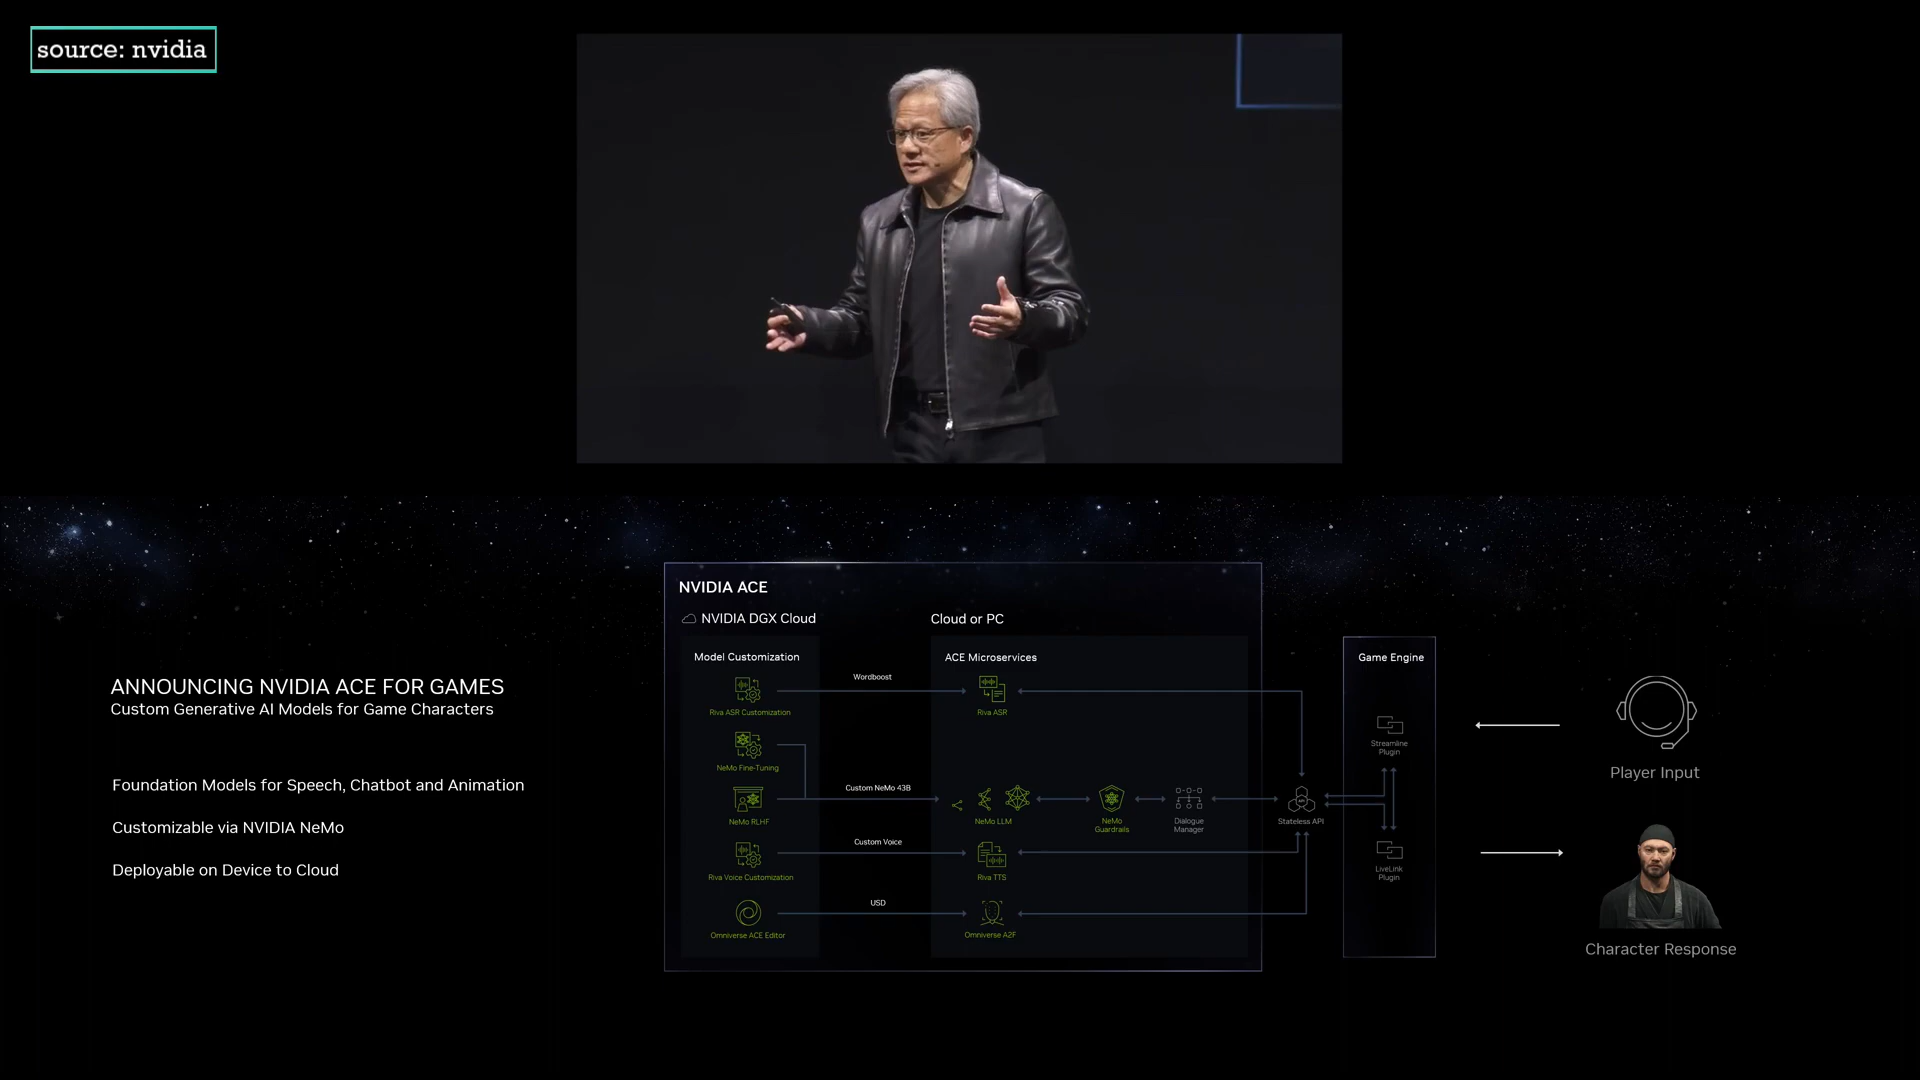 source: nvidia
NVIDIA ACE
NVIDIA DGX Cloud
Cloud or PC
Model Customization
ACE Microservices
Game Engine
Wordboost
Riva ASR Customization
Riva ASR
ANNOUNCING NVIDIA ACE FOR GAMES
Custom Generative AI Models for Game Characters
Streamline
Plugin
NeMo Fine-Tuning
Player Input
Foundation Models for Speech, Chatbot and Animation
Custom NeMo 43B
API
NeMo RLHF
NeMo LLM
NeMo
Guardrails
Dialogue
Manager
Stateless API
Customizable via NVIDIA NeMo
Custom Voice
Deployable on Device to Cloud
Riva Voice Customization
Riva TTS
LiveLink
Plugin
USD
Omniverse ACE Editor
Omniverse A2F
Character Response